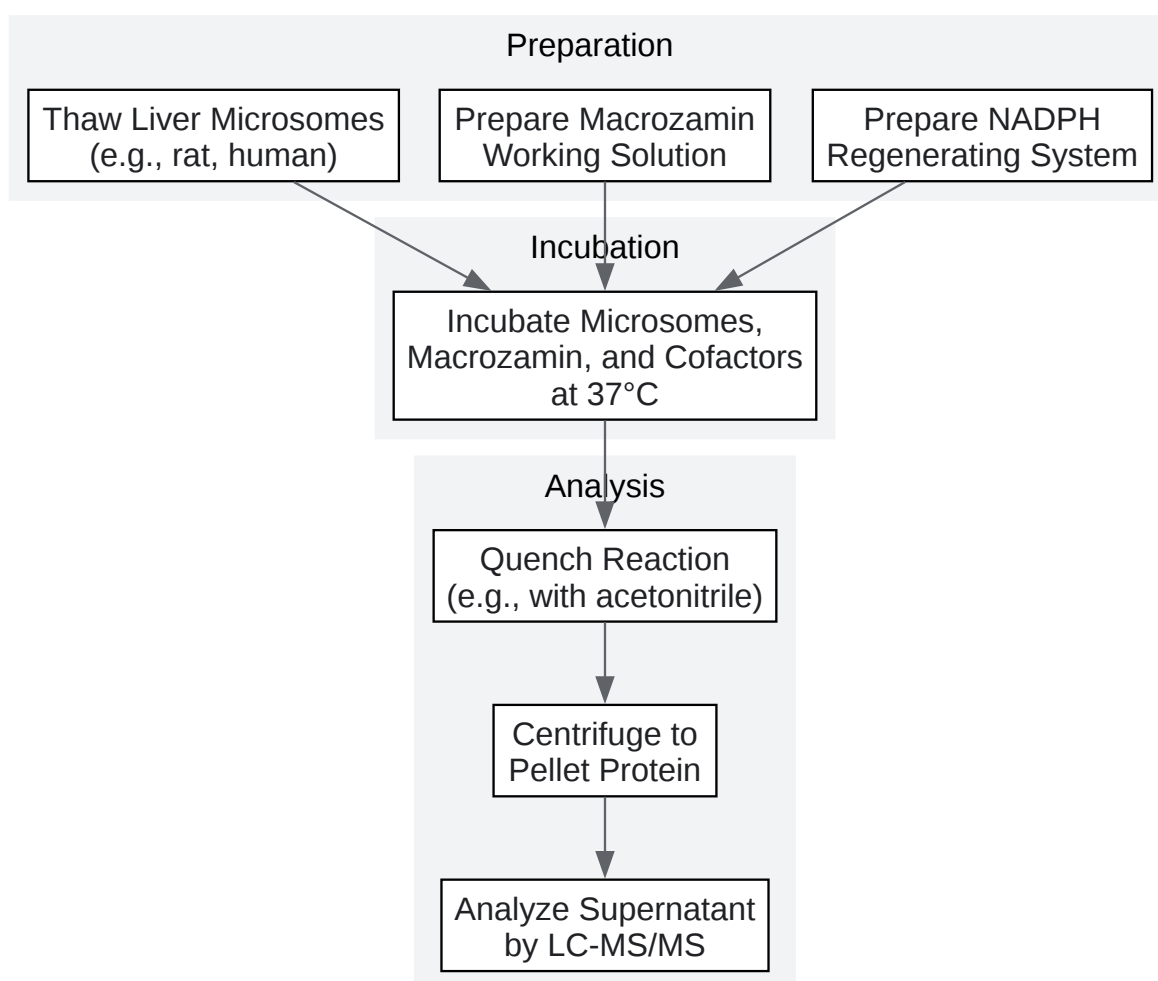 Preparation
Thaw Liver Microsomes
(e.g., rat, human)
Prepare Macrozamin
Working Solution
Prepare NADPH
Regenerating System
Incubation
Incubate Microsomes,
Macrozamin, and Cofactors
at 37°C
Analysis
Quench Reaction
(e.g., with acetonitrile)
Centrifuge to
Pellet Protein
Analyze Supernatant
by LC-MS/MS